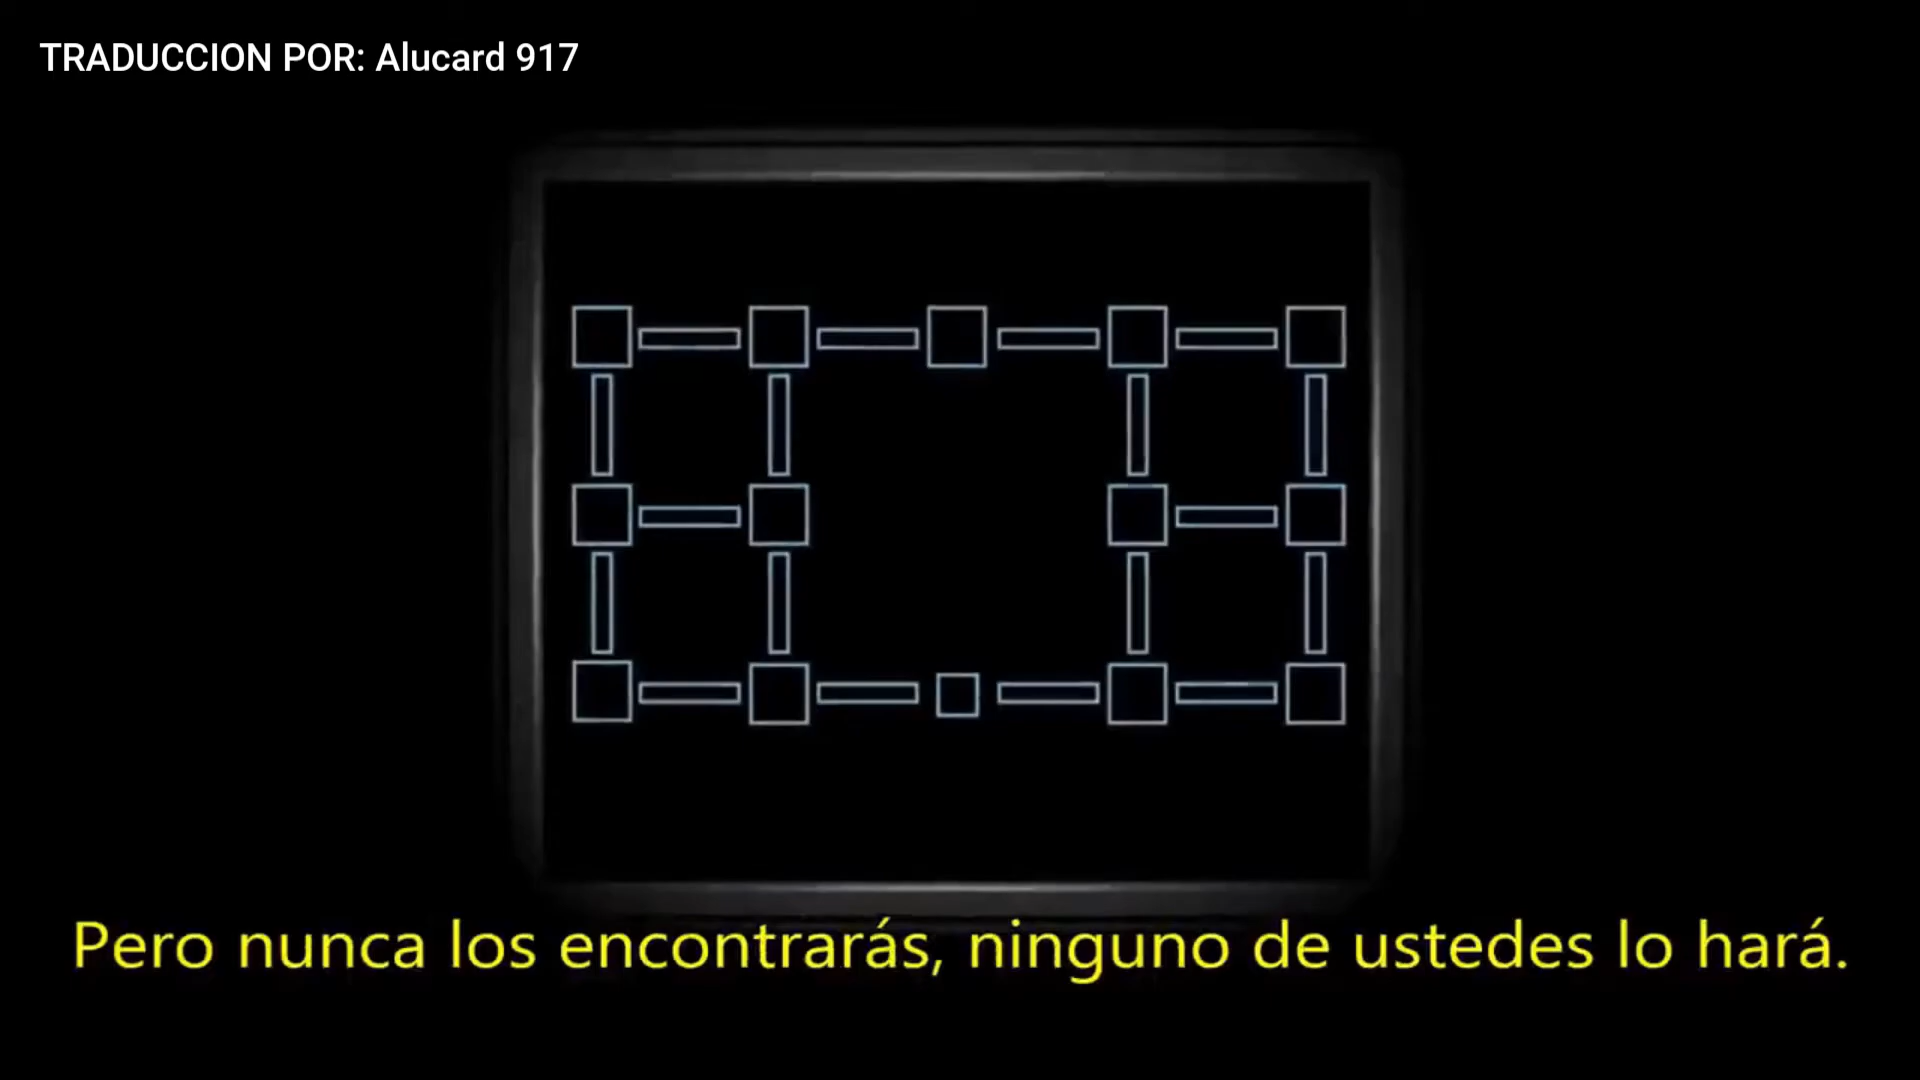 TRADUCCION POR: Alucard 917
Pero nunca los encontrarás, ninguno de ustedes lo hará.